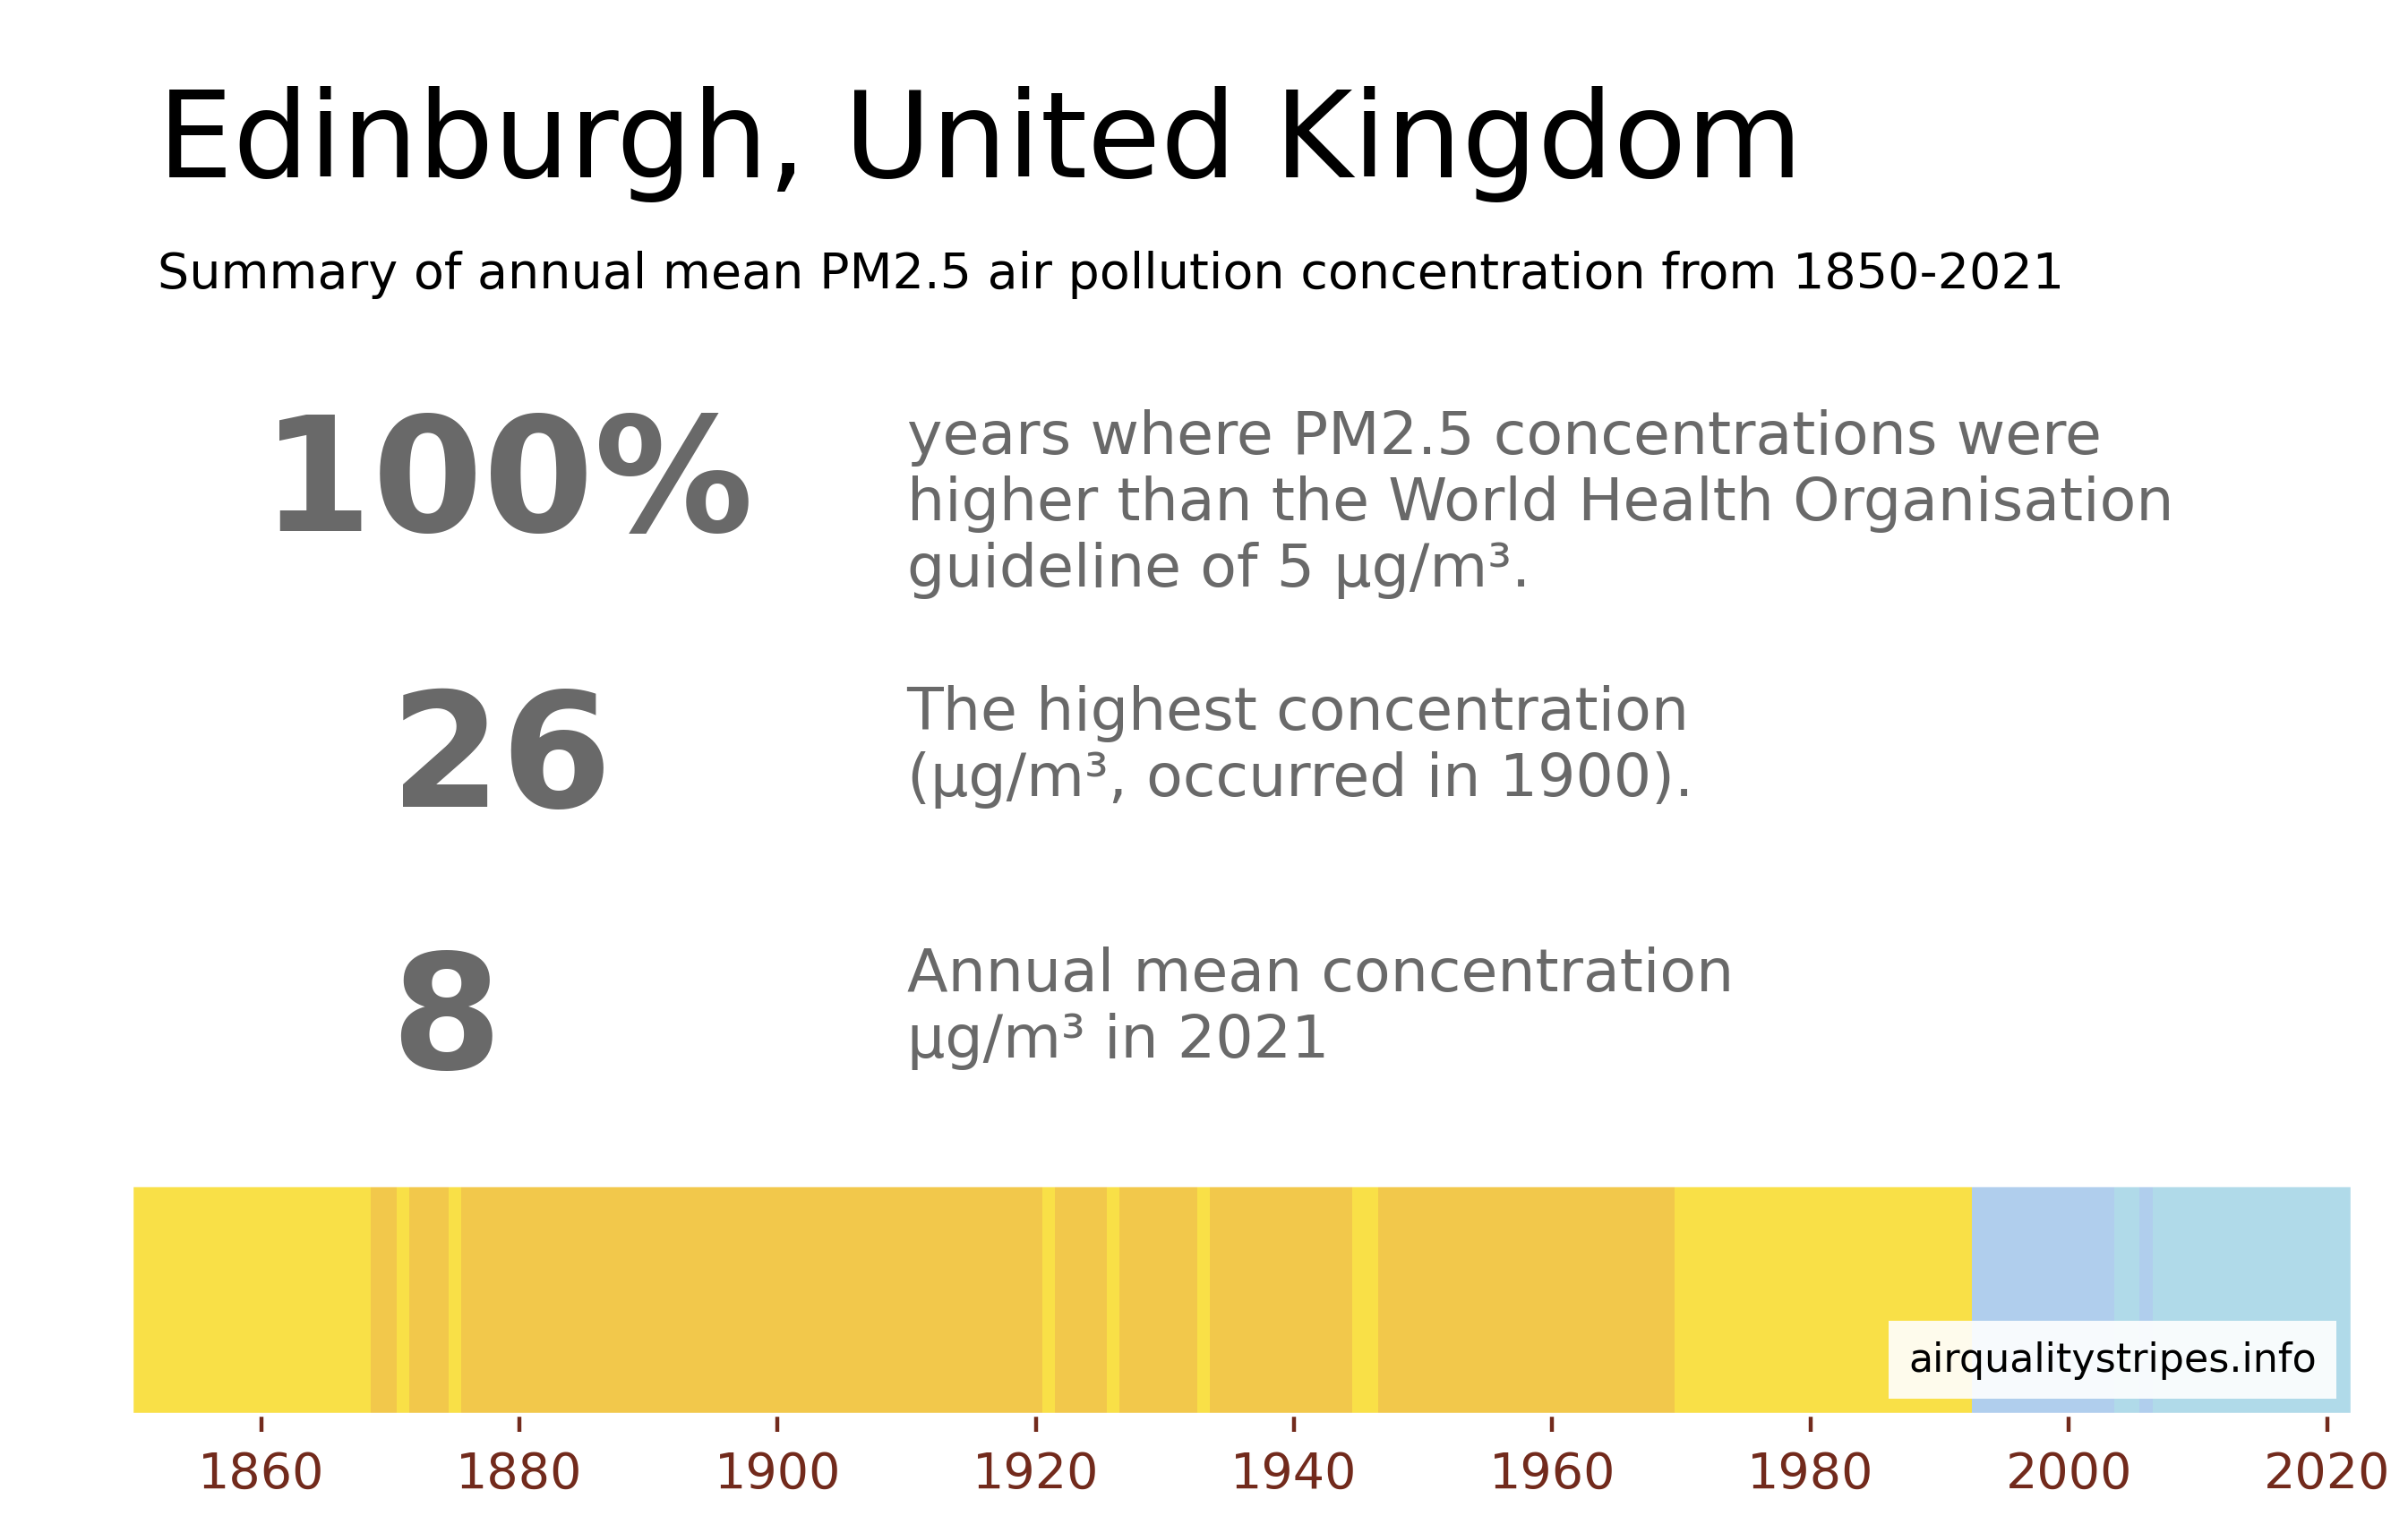 Edinburgh, United Kingdom
Summary of annual mean PM2.5 air pollution concentration from 1850-2021
100%
years where PM2.5 concentrations were
higher than the World Health Organisation
guideline of 5 µg/m³.
26
The highest concentration
(µg/m³, occurred in 1900).
8
Annual mean concentration
µg/m³ in 2021
airqualitystripes.info
1860 1880 1900 1920 1940 1960 1980 2000 2020